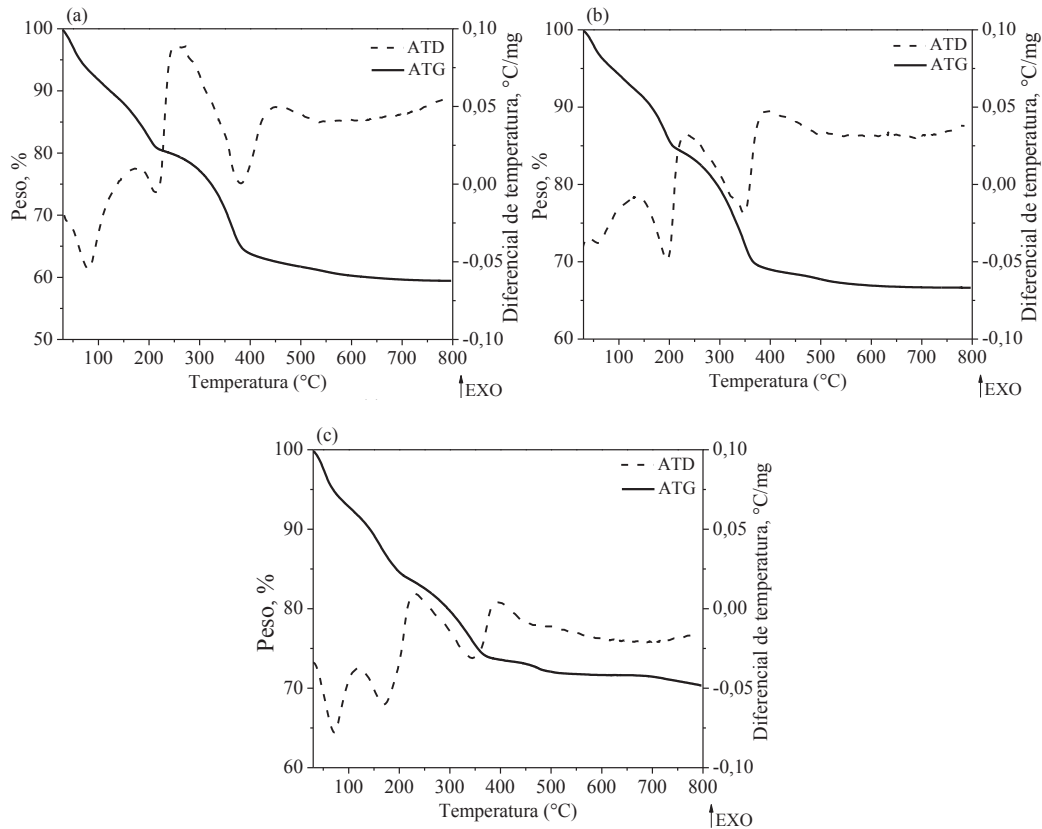 (a)
100
90
80
70
60
50
Peso, %
ATD
ATG
0,10
0,05
0,00
-0,05
-0,10
Diferencial de temperatura, °C/mg
100 200 300 400 500 600 700 800
Temperatura (°C)
↑EXO
(b)
100
90
80
70
60
Peso, %
ATD
ATG
0,10
0,05
0,00
-0,05
-0,10
Diferencial de temperatura, °C/mg
100 200 300 400 500 600 700 800
Temperatura (°C)
↑EXO
(c)
100
90
80
70
60
Peso, %
ATD
ATG
0,10
0,05
0,00
-0,05
-0,10
Diferencial de temperatura, °C/mg
100 200 300 400 500 600 700 800
Temperatura (°C)
↑EXO